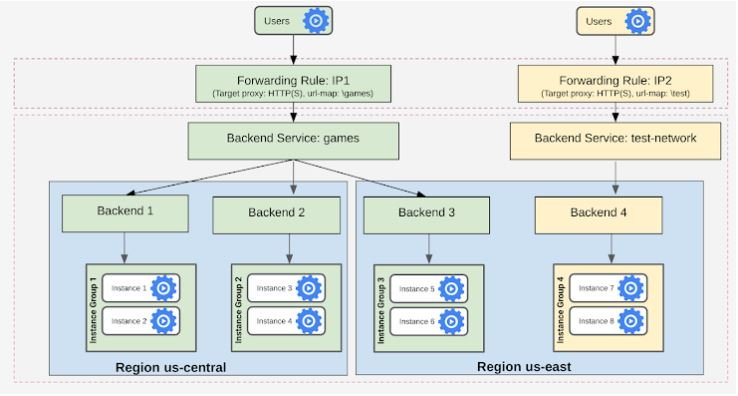 Users
Users
Forwarding Rule: IP1
(Target proxy: HTTP(S), url-map: \games)
Forwarding Rule: IP2
(Target proxy: HTTP(S), url-map: \test)
Backend Service: games
Backend Service: test-network
Backend 1
Backend 2
Backend 3
Backend 4
Instance Group 1
Instance 1
Instance 2
Instance Group 2
Instance 3
Instance 4
Instance Group 3
Instance 5
Instance 6
Instance Group 4
Instance 7
Instance 8
Region us-central
Region us-east